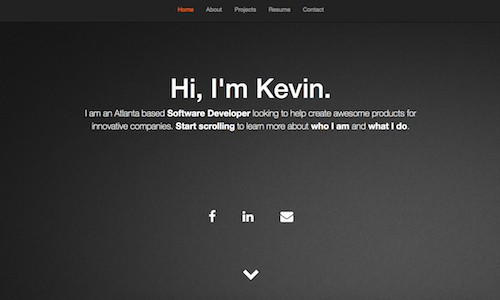 Home About Projects Resume Contact
Hi, I'm Kevin.
I am an Atlanta based Software Developer looking to help create awesome products for
innovative companies. Start scrolling to learn more about who I am and what I do.